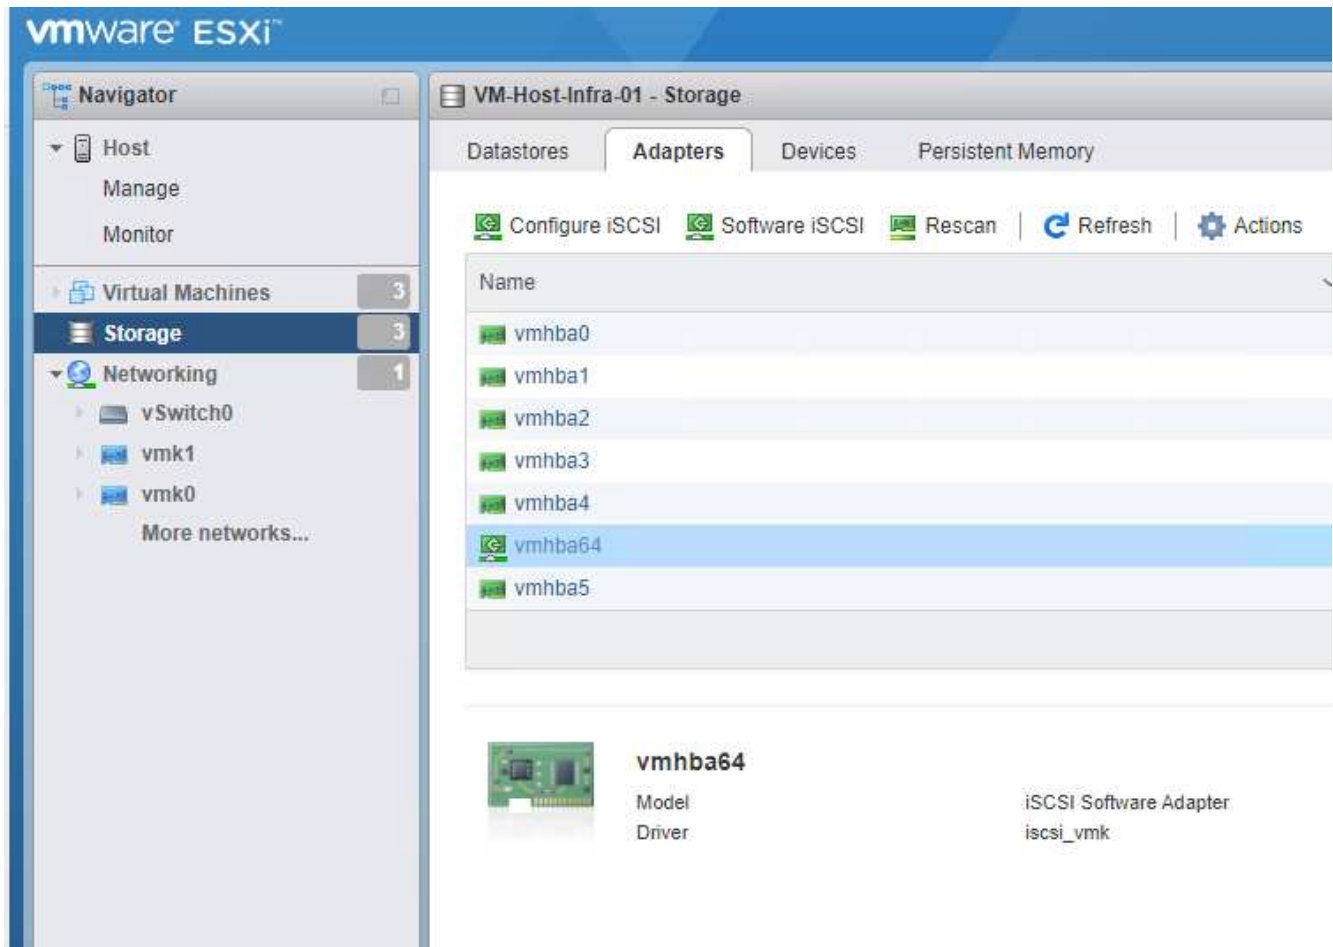 vmware ESXi™
Navigator
Host
Manage
Monitor
Virtual Machines 3
Storage 3
Networking 1
vSwitch0
vmk1
vmk0
More networks...
VM-Host-Infra-01 - Storage
Datastores Adapters Devices Persistent Memory
Configure iSCSI Software iSCSI Rescan Refresh Actions
Name
vmhba0
vmhba1
vmhba2
vmhba3
vmhba4
vmhba64
vmhba5
vmhba64
Model iSCSI Software Adapter
Driver iscsi_vmk